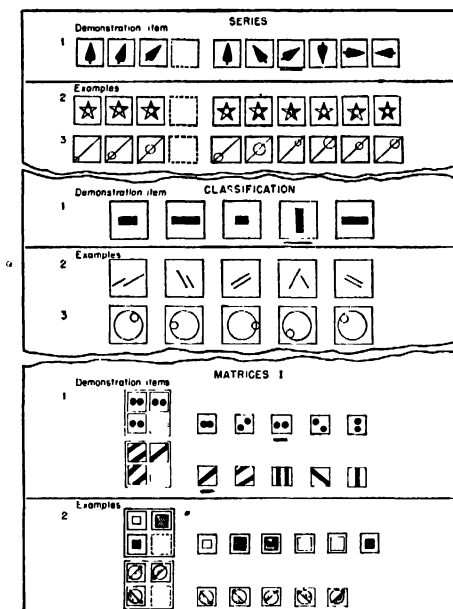 SERIES
Demonstration item
1
Examples
2
3
CLASSIFICATION
Demonstration item
1
Examples
2
3
MATRICES I
Demonstration items
1
Examples
2